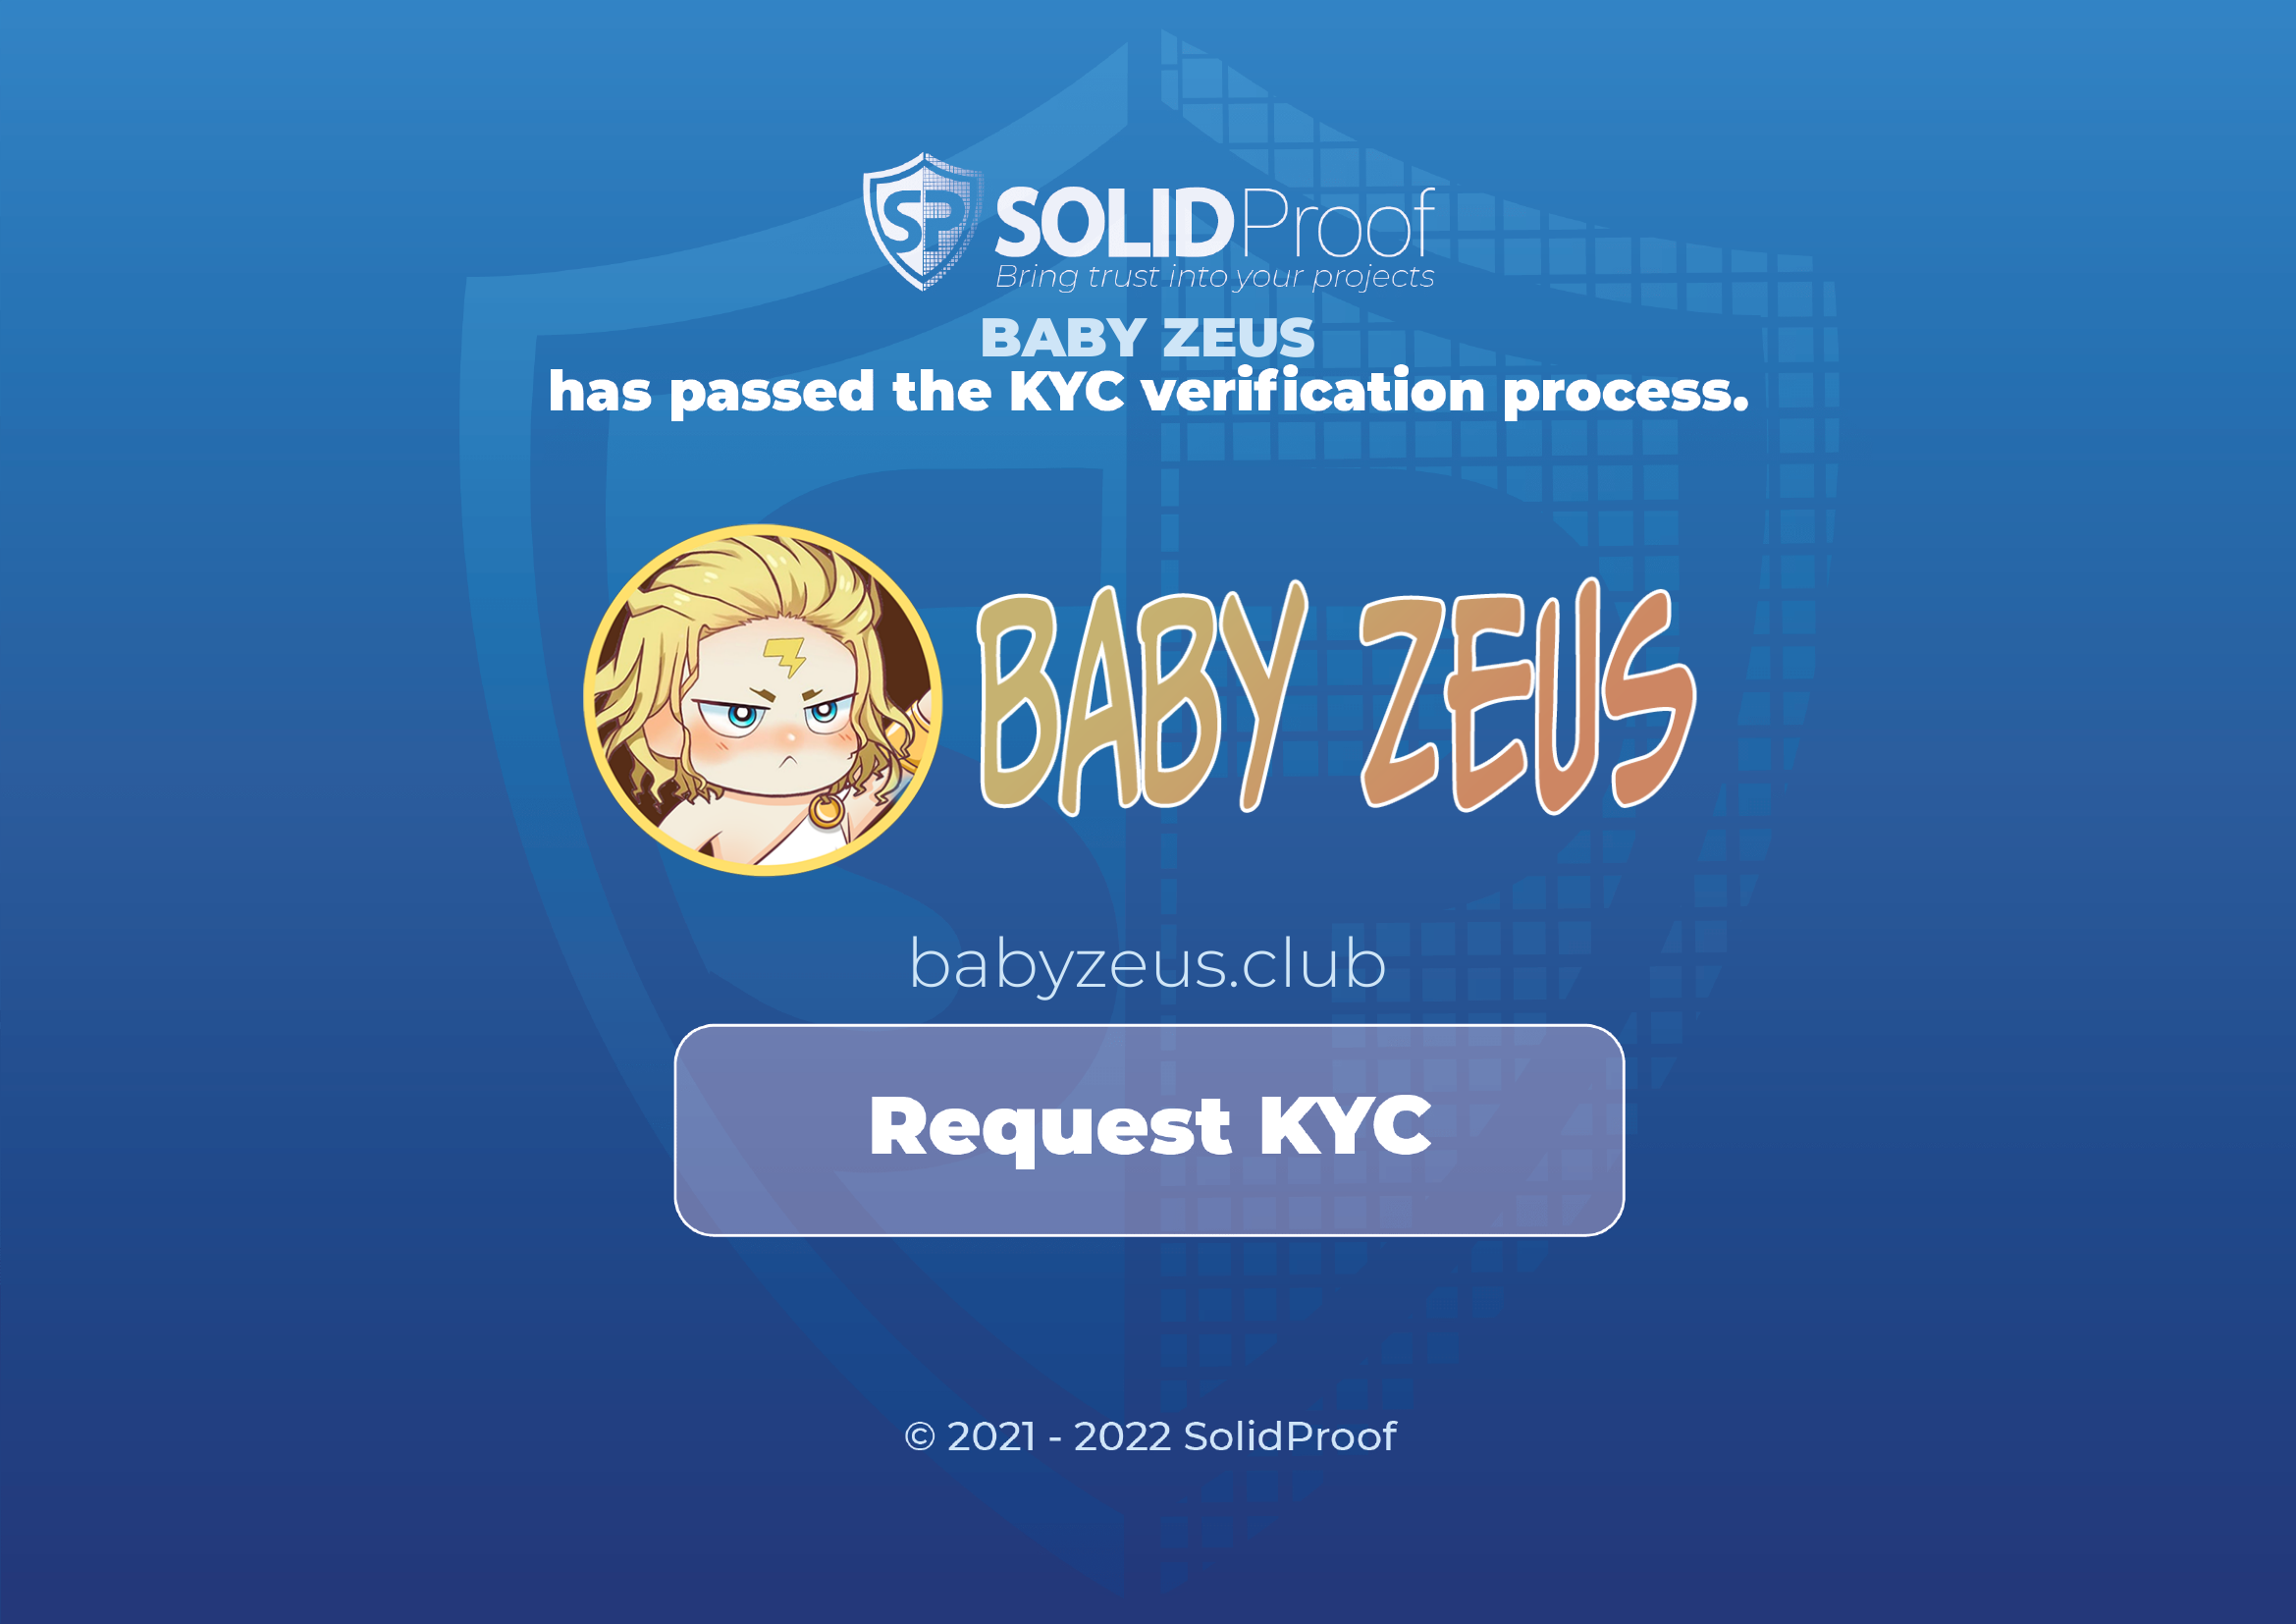 SP SOLIDProof
Bring trust into your projects
BABY ZEUS
has passed the KYC verification process.
BABY ZEUS
babyzeus.club
Request KYC
© 2021 - 2022 SolidProof